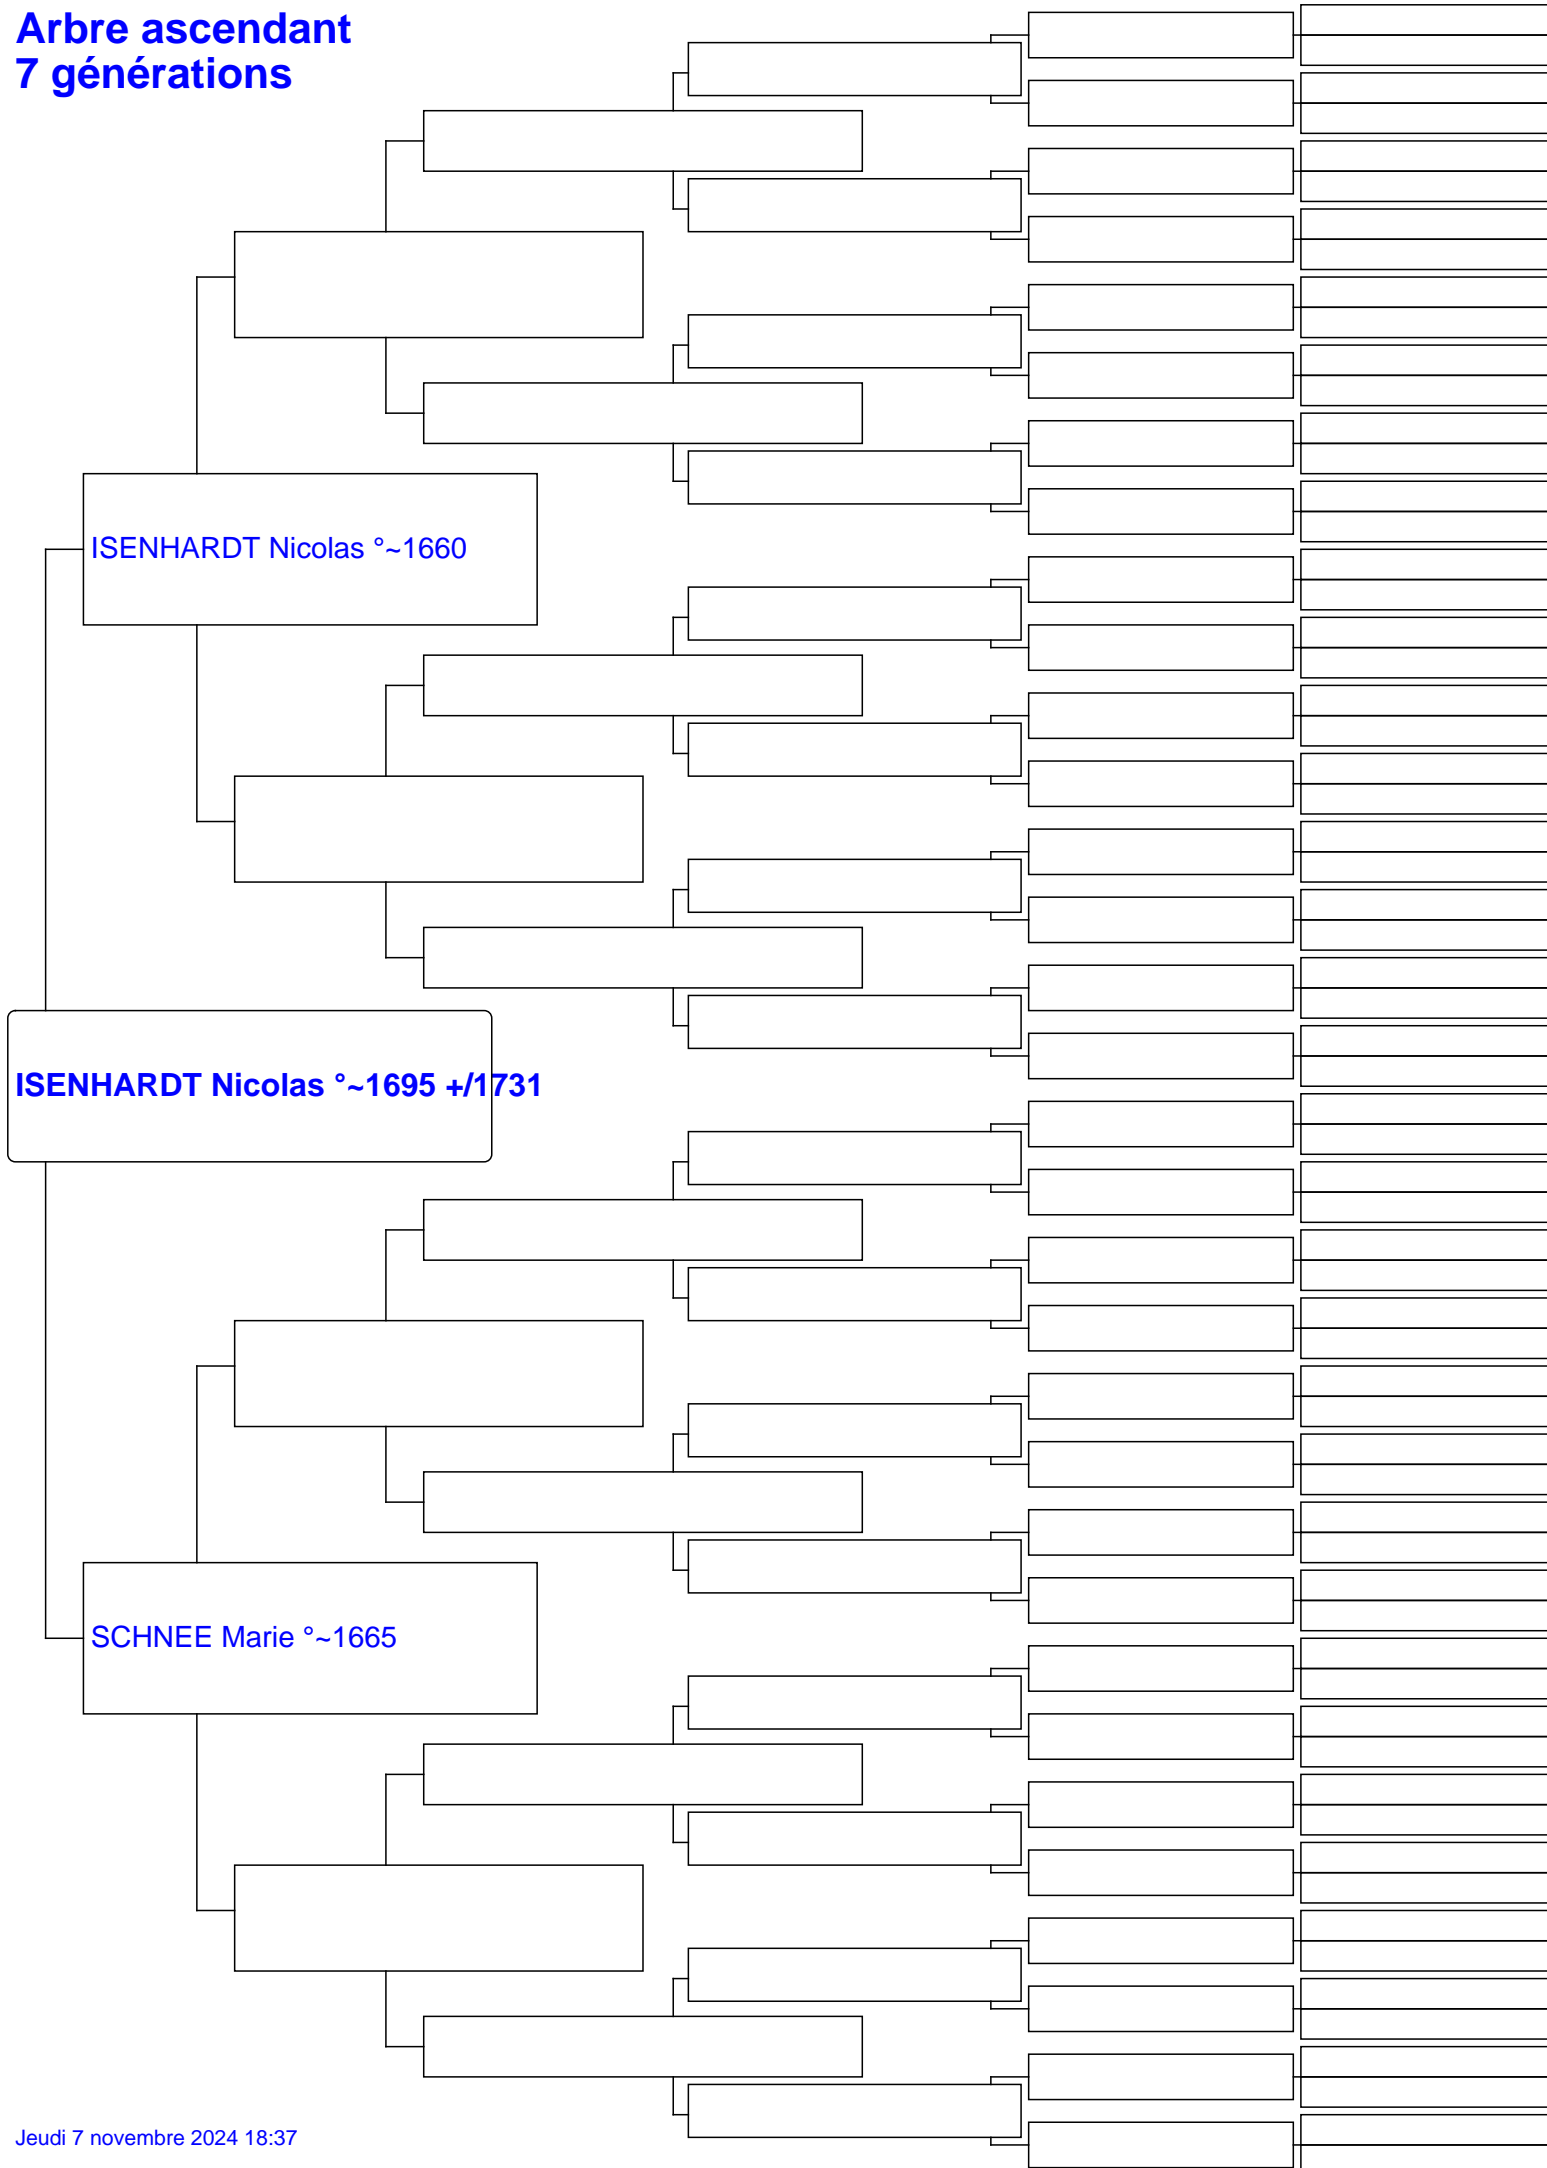 Arbre ascendant
7 générations
ISENHARDT Nicolas °~1660
ISENHARDT Nicolas °~1695 +/1731
SCHNEE Marie °~1665
Jeudi 7 novembre 2024 18:37